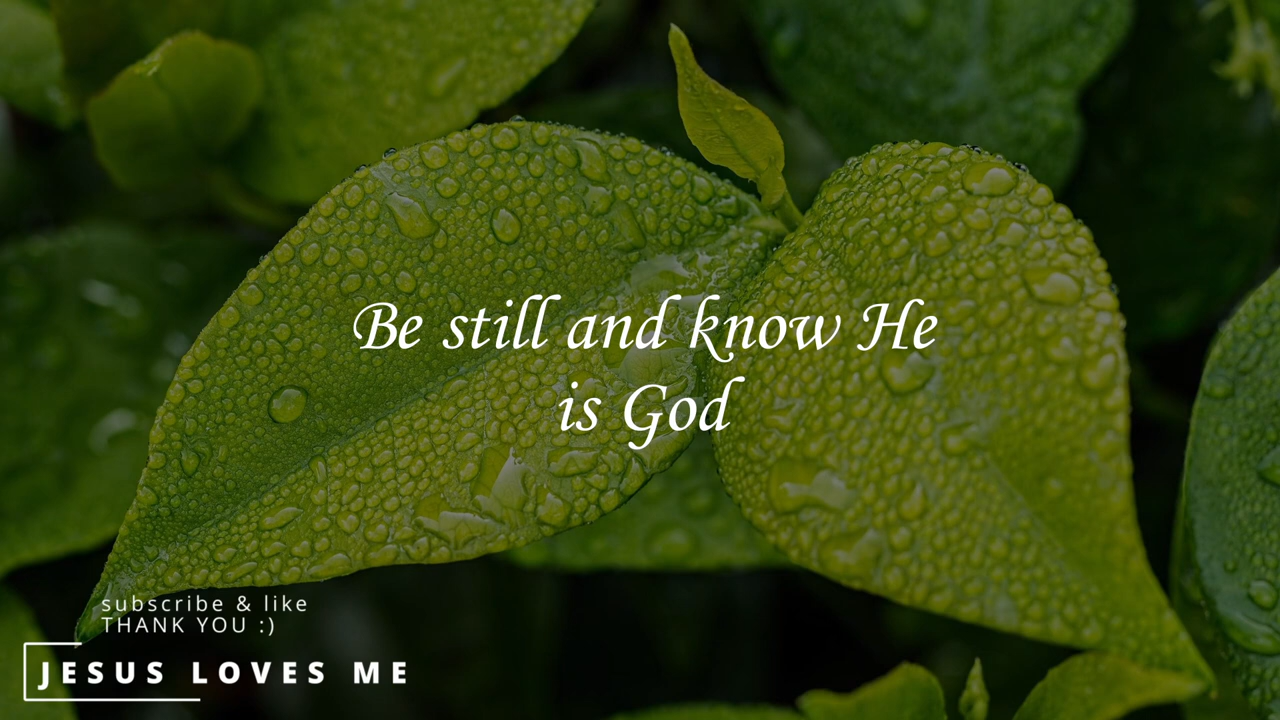 Be still and know He
is God
subscribe & like
THANK YOU :)
JESUS LOVES ME